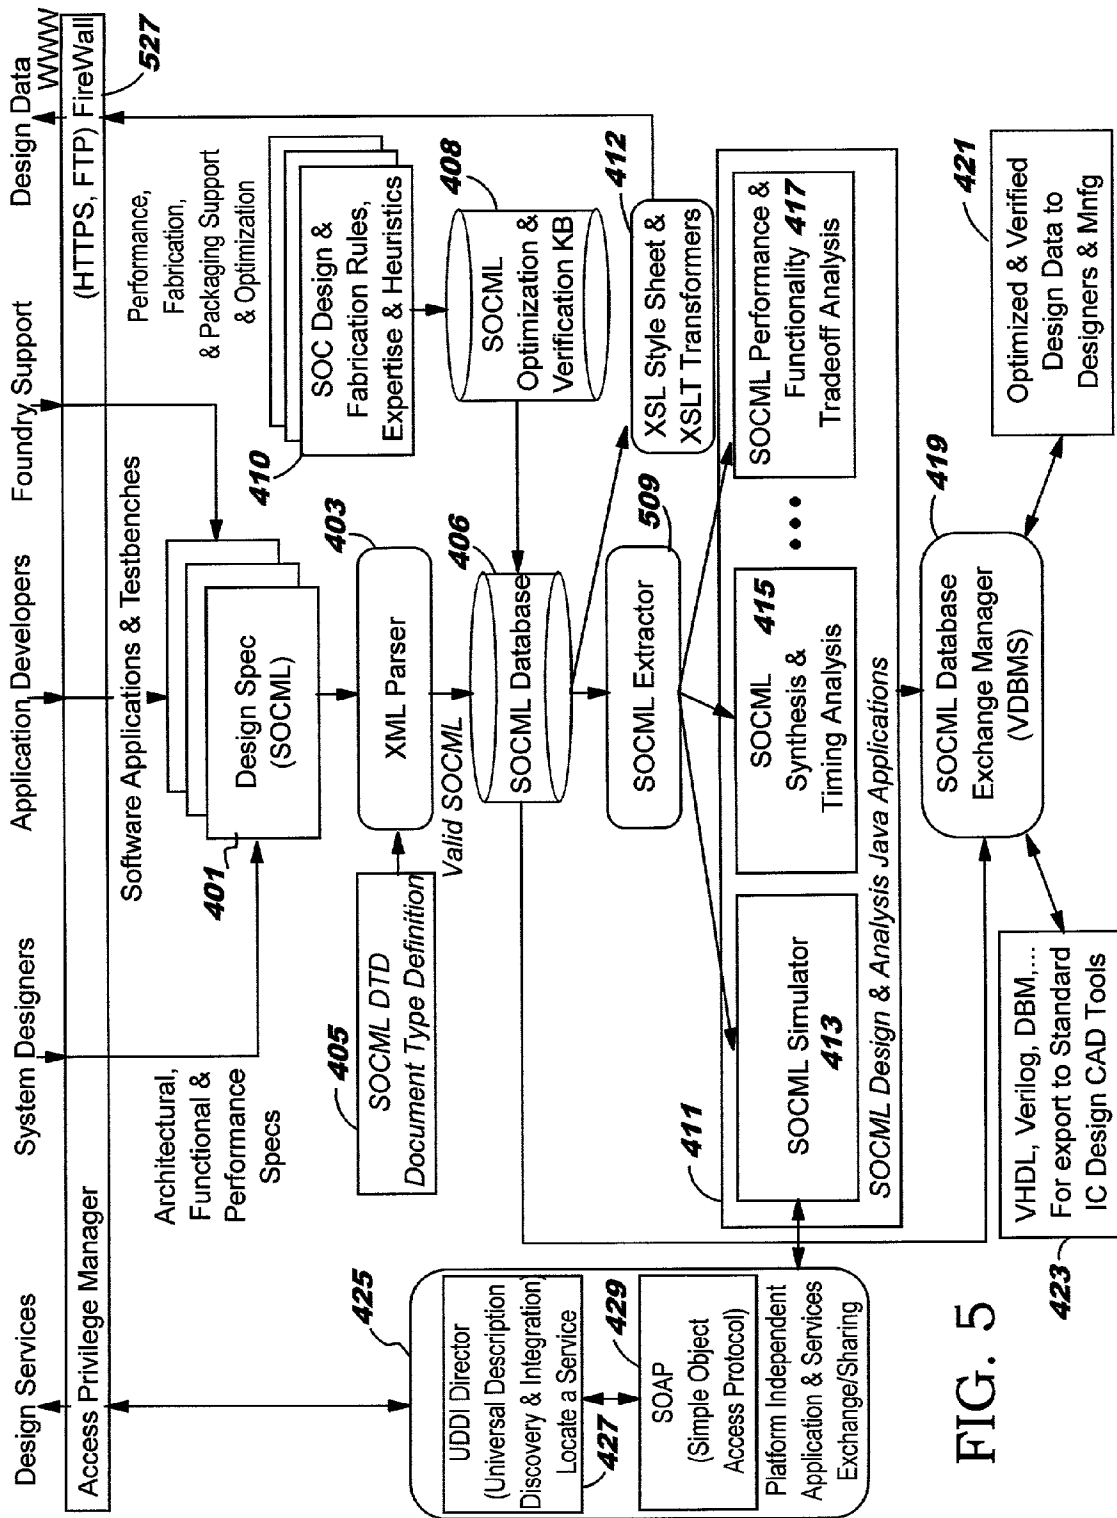 Design Services
System Designers
Application Developers
Foundry Support
Design Data
WWW
Access Privilege Manager
(HTTPS, FTP) FireWall
527
Architectural,
Functional &
Performance
Specs
Software Applications & Testbenches
Performance,
Fabrication,
& Packaging Support
& Optimization
401
Design Spec
(SOCML)
410
SOC Design &
Fabrication Rules,
Expertise & Heuristics
405
SOCML DTD
Document Type Definition
403
XML Parser
Valid SOCML
406
SOCML Database
408
SOCML
Optimization &
Verification KB
425
UDDI Director
(Universal Description
Discovery & Integration)
Locate a Service
427
429
SOAP
(Simple Object
Access Protocol)
Platform Independent
Application & Services
Exchange/Sharing
509
SOCML Extractor
412
XSL Style Sheet &
XSLT Transformers
411
SOCML Simulator
413
SOCML
415
Synthesis &
Timing Analysis
SOCML Performance &
Functionality 417
Tradeoff Analysis
SOCML Design & Analysis Java Applications
423
VHDL, Verilog, DBM,...
For export to Standard
IC Design CAD Tools
419
SOCML Database
Exchange Manager
(VDBMS)
421
Optimized & Verified
Design Data to
Designers & Mnfg
FIG. 5